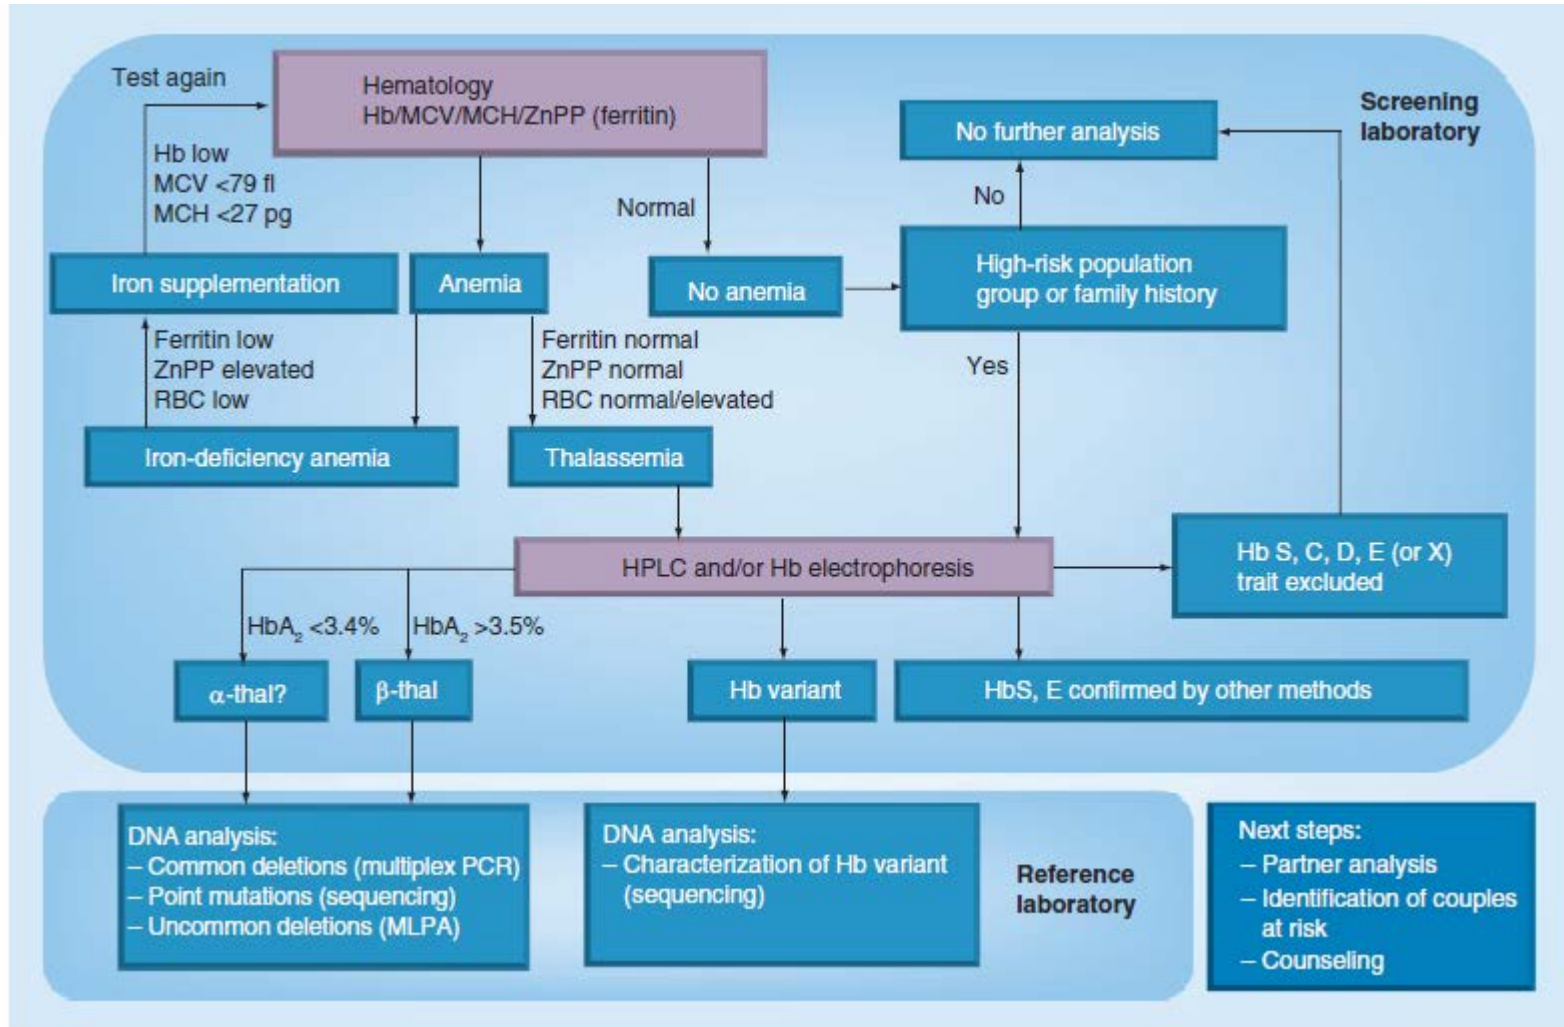 Test again
Hematology
Hb/MCV/MCH/ZnPP (ferritin)
Screening
laboratory
No further analysis
Hb low
MCV <79 fl
MCH <27 pg
Normal
No
Iron supplementation
Anemia
No anemia
High-risk population
group or family history
Ferritin low
ZnPP elevated
RBC low
Ferritin normal
ZnPP normal
RBC normal/elevated
Yes
Iron-deficiency anemia
Thalassemia
HPLC and/or Hb electrophoresis
Hb S, C, D, E (or X)
trait excluded
HbA₂ <3.4%
HbA₂ >3.5%
α-thal?
β-thal
Hb variant
HbS, E confirmed by other methods
DNA analysis:
– Common deletions (multiplex PCR)
– Point mutations (sequencing)
– Uncommon deletions (MLPA)
DNA analysis:
– Characterization of Hb variant
(sequencing)
Reference
laboratory
Next steps:
– Partner analysis
– Identification of couples
at risk
– Counseling